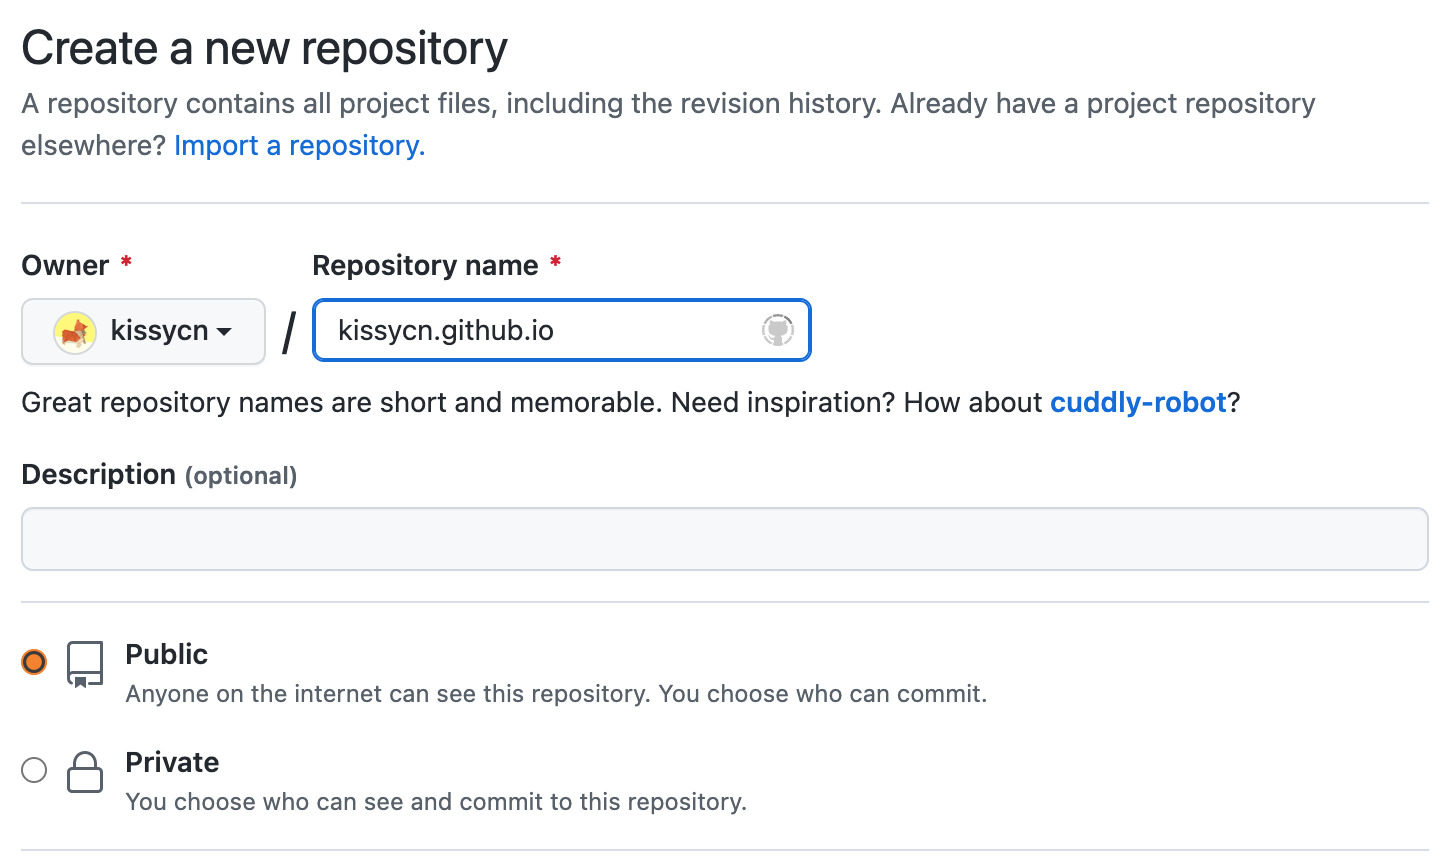 Create a new repository
A repository contains all project files, including the revision history. Already have a project repository
elsewhere? Import a repository.
Owner * Repository name *
kissycn / kissycn.github.io
Great repository names are short and memorable. Need inspiration? How about cuddly-robot?
Description (optional)
Public
Anyone on the internet can see this repository. You choose who can commit.
Private
You choose who can see and commit to this repository.